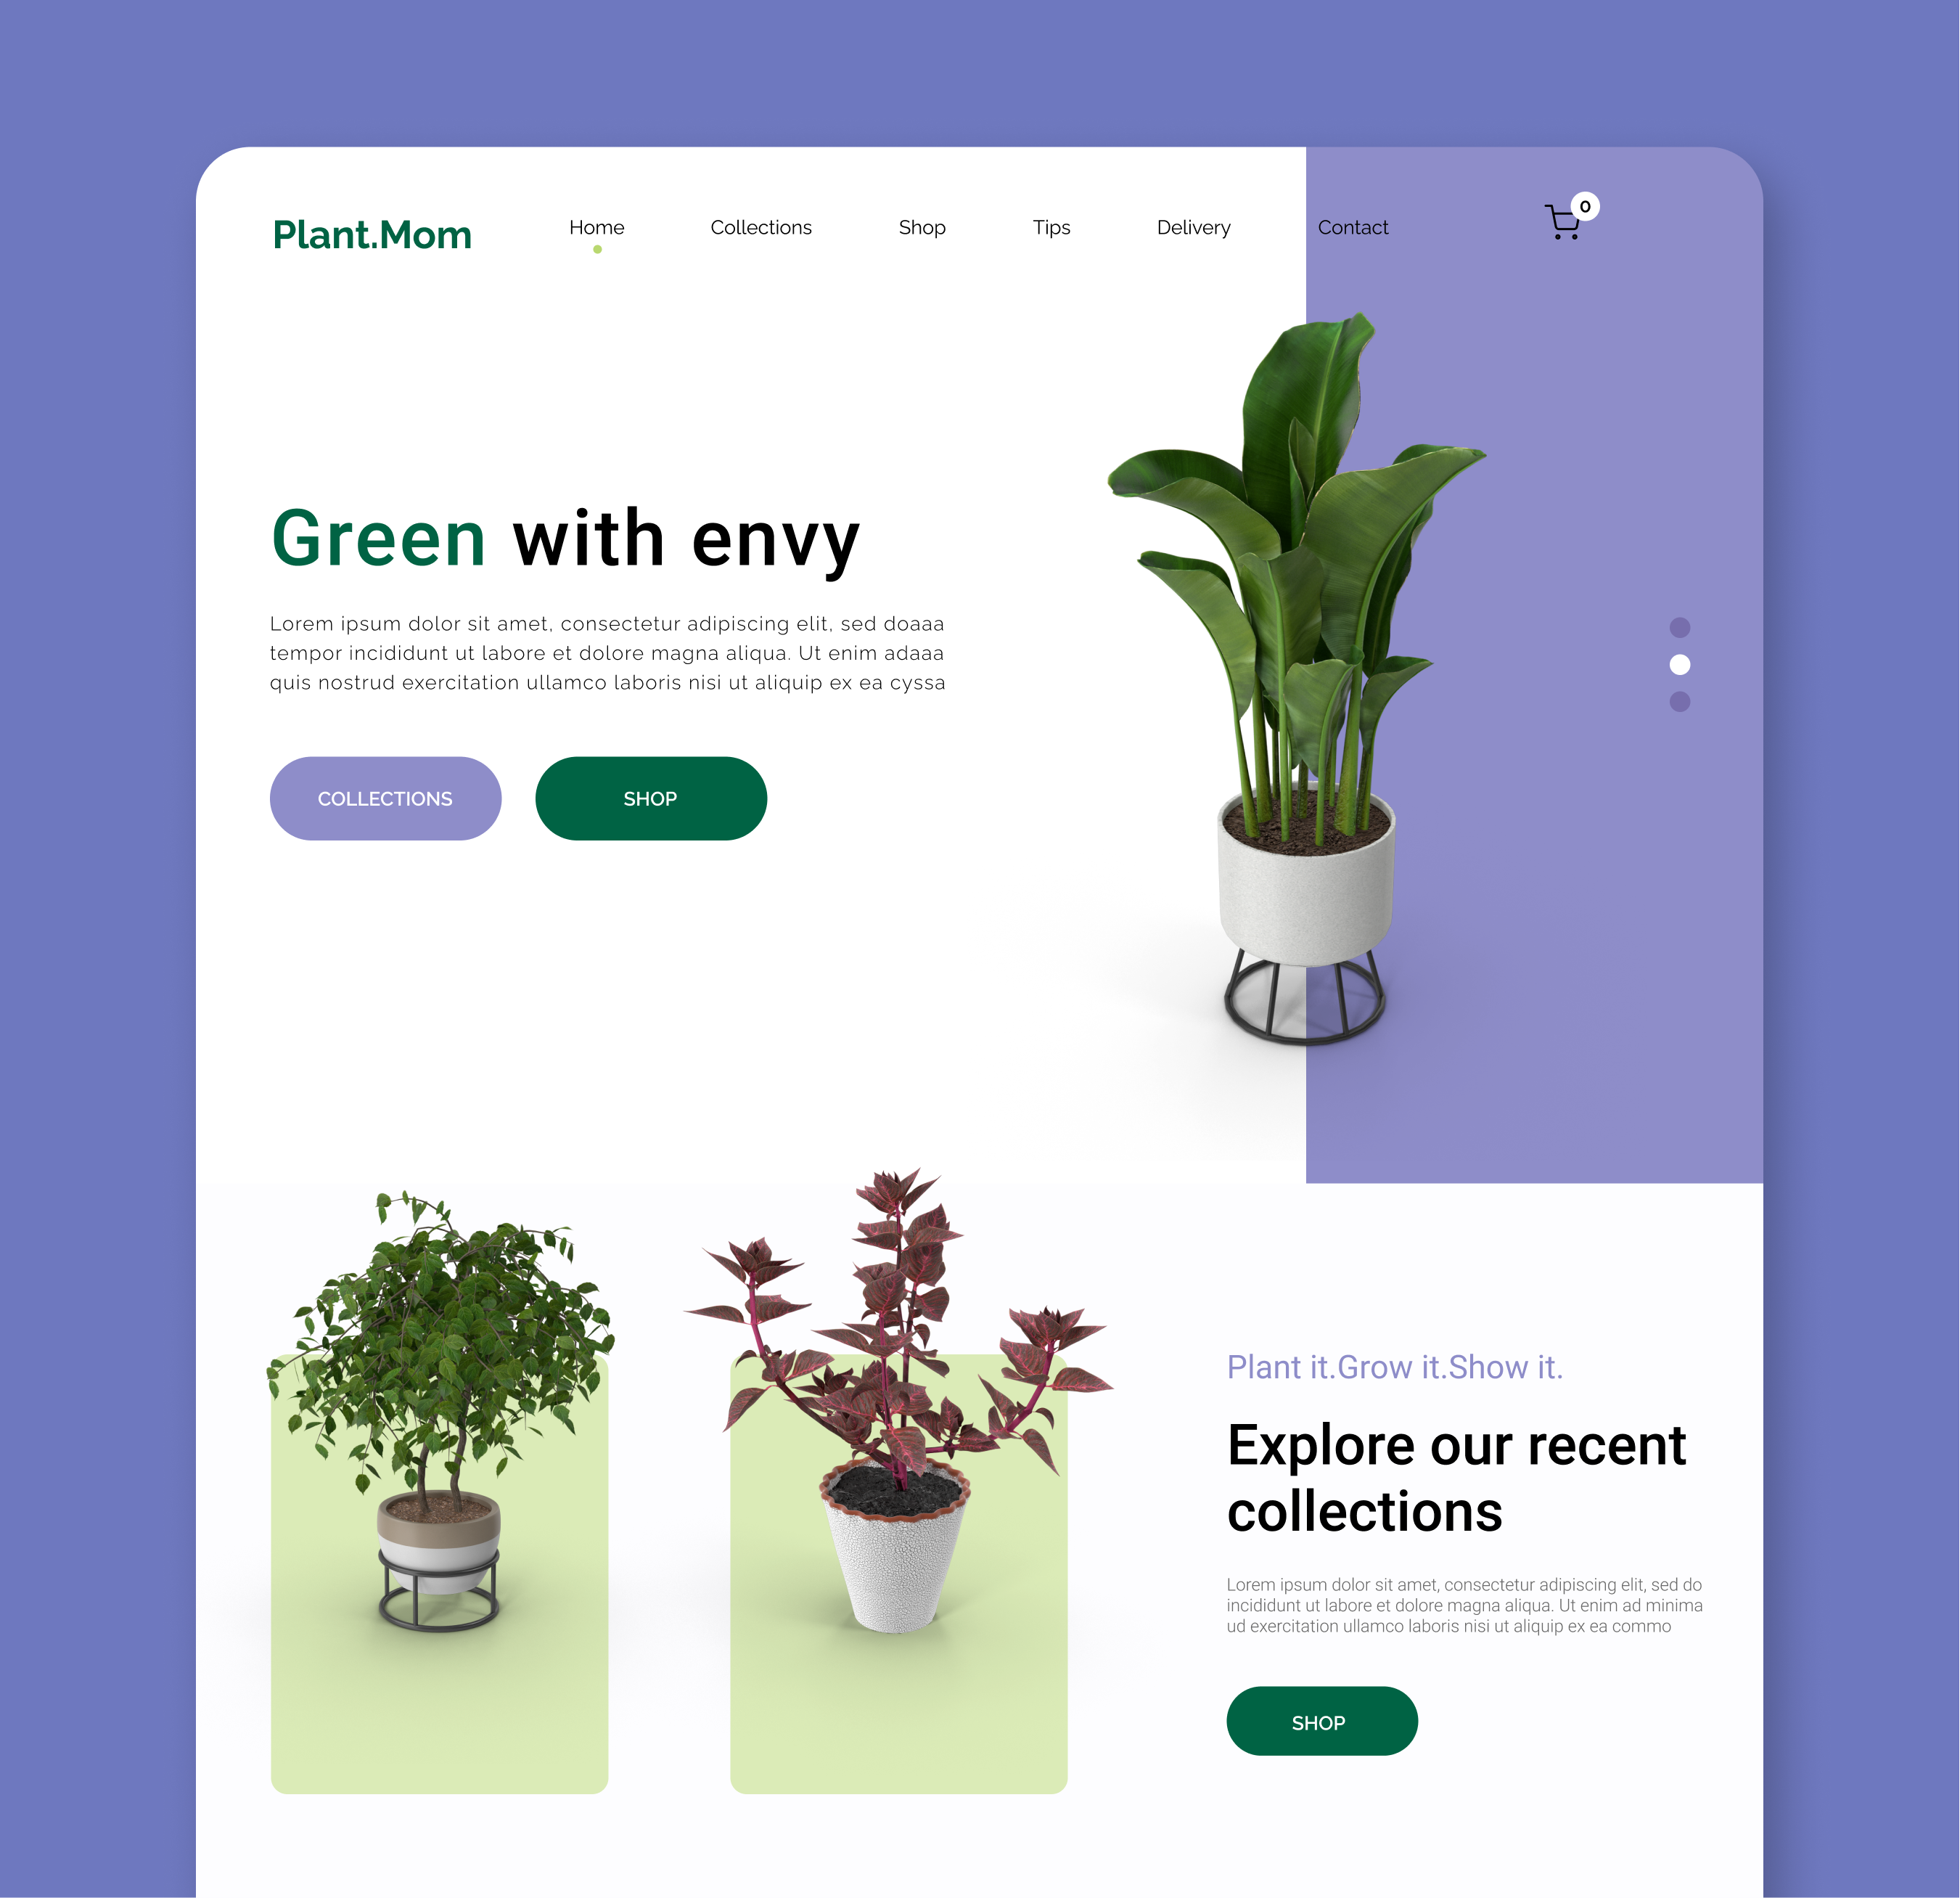 Plant.Mom
Home
Collections
Shop
Tips
Delivery
Contact
0
Green with envy
Lorem ipsum dolor sit amet, consectetur adipiscing elit, sed doaaa
tempor incididunt ut labore et dolore magna aliqua. Ut enim adaaa
quis nostrud exercitation ullamco laboris nisi ut aliquip ex ea cyssa
COLLECTIONS
SHOP
Plant it.Grow it.Show it.
Explore our recent
collections
Lorem ipsum dolor sit amet, consectetur adipiscing elit, sed do
incididunt ut labore et dolore magna aliqua. Ut enim ad minima
ud exercitation ullamco laboris nisi ut aliquip ex ea commo
SHOP